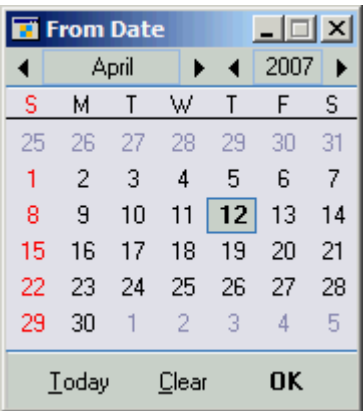 From Date
April 2007
S M T W T F S
25 26 27 28 29 30 31
1 2 3 4 5 6 7
8 9 10 11 12 13 14
15 16 17 18 19 20 21
22 23 24 25 26 27 28
29 30 1 2 3 4 5
Today Clear OK